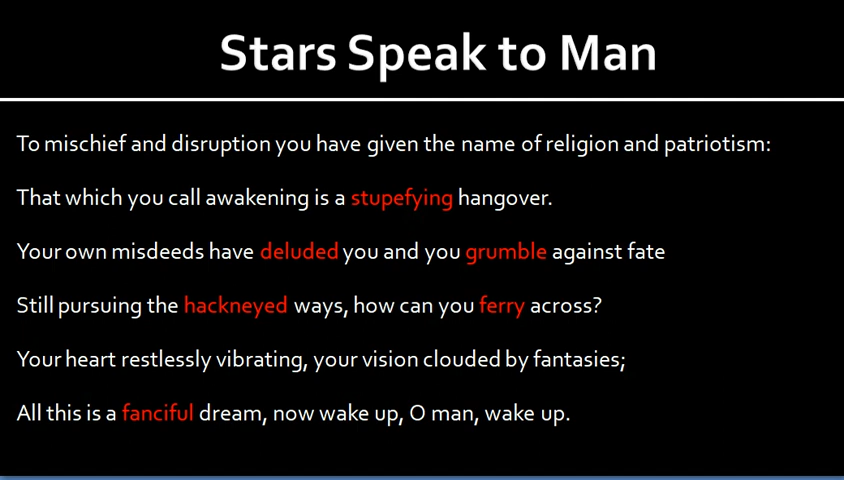 Stars Speak to Man
To mischief and disruption you have given the name of religion and patriotism:
That which you call awakening is a stupefying hangover.
Your own misdeeds have deluded you and you grumble against fate
Still pursuing the hackneyed ways, how can you ferry across?
Your heart restlessly vibrating, your vision clouded by fantasies;
All this is a fanciful dream, now wake up, O man, wake up.